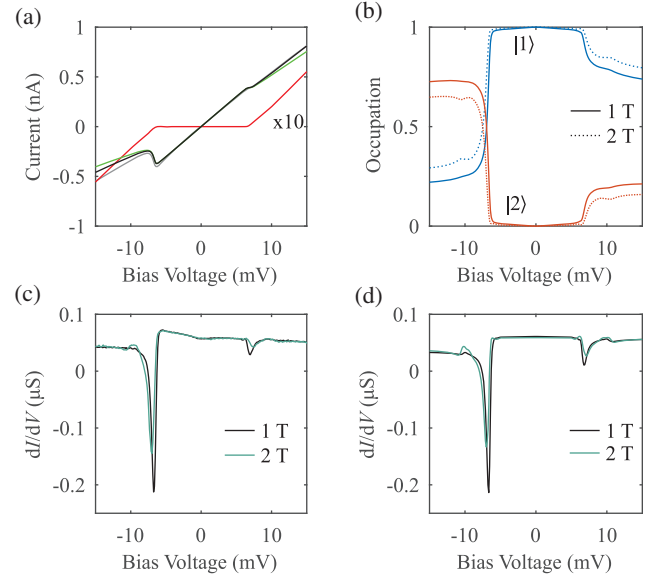 (a)
1
0.5
0
-0.5
-1
Current (nA)
x10
-10
0
10
Bias Voltage (mV)
(b)
1
0.5
0
Occupation
|1⟩
1 T
2 T
|2⟩
-10
0
10
Bias Voltage (mV)
(c)
0.1
0
-0.1
-0.2
dI/dV (μS)
1 T
2 T
-10
0
10
Bias Voltage (mV)
(d)
0.1
0
-0.1
-0.2
dI/dV (μS)
1 T
2 T
-10
0
10
Bias Voltage (mV)